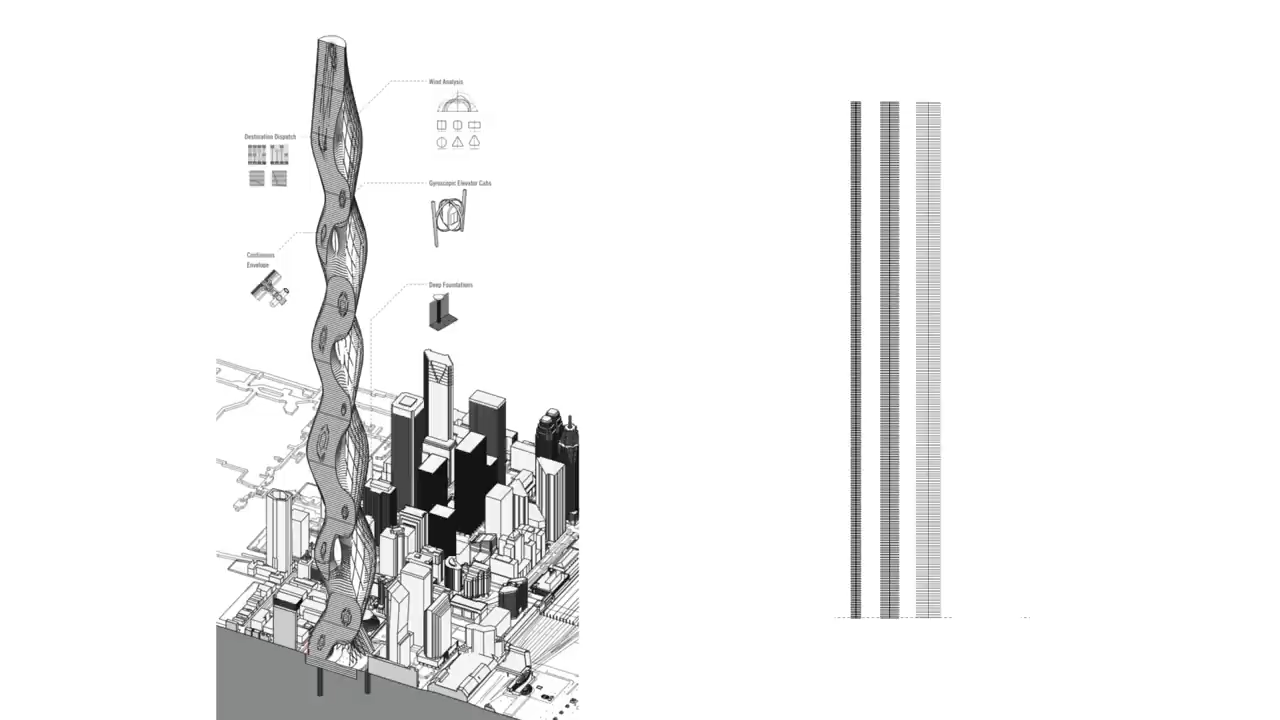 Wind Analysis
Destination Dispatch
Gyroscopic Elevator Cabs
Continuous
Envelope
Deep Foundations